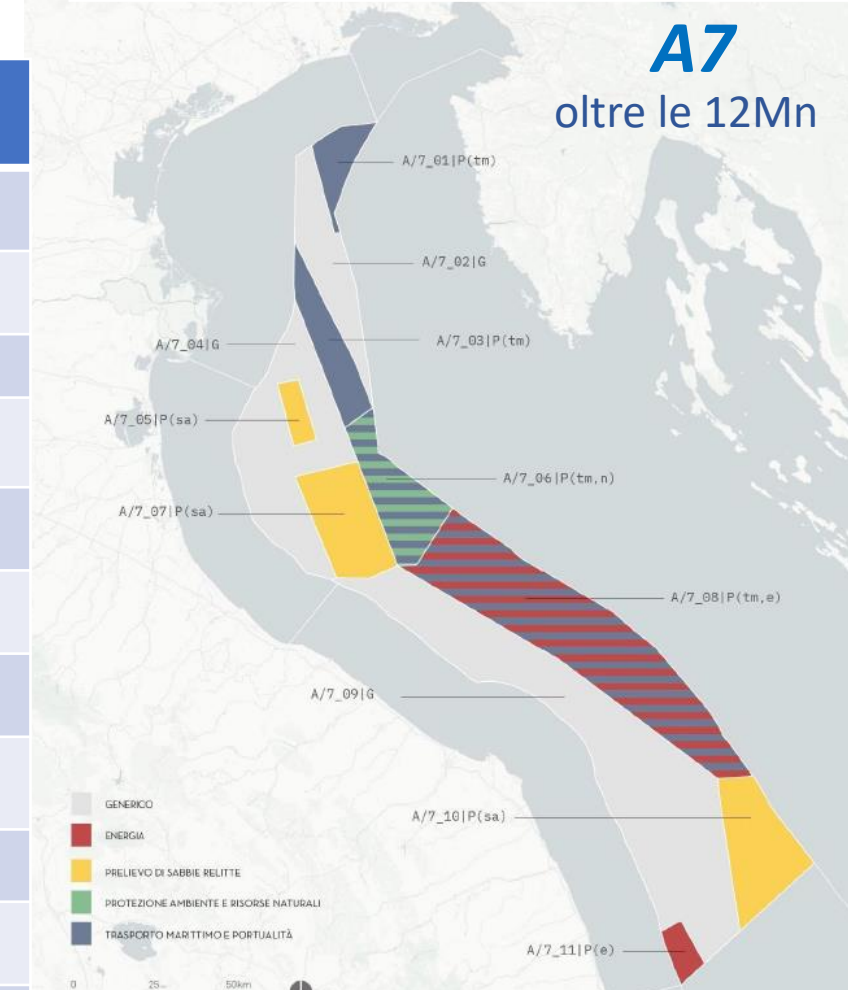 A7
oltre le 12Mn
A/7_01|P(tm)
A/7_02|G
A/7_03|P(tm)
A/7_04|G
A/7_05|P(sa)
A/7_06|P(tm,n)
A/7_07|P(sa)
A/7_08|P(tm,e)
A/7_09|G
A/7_10|P(sa)
A/7_11|P(e)
GENERICO
ENERGIA
PRELIEVO DI SABBIE RELITTE
PROTEZIONE AMBIENTE E RISORSE NATURALI
TRASPORTO MARITTIMO E PORTUALITÀ
0 25 50km